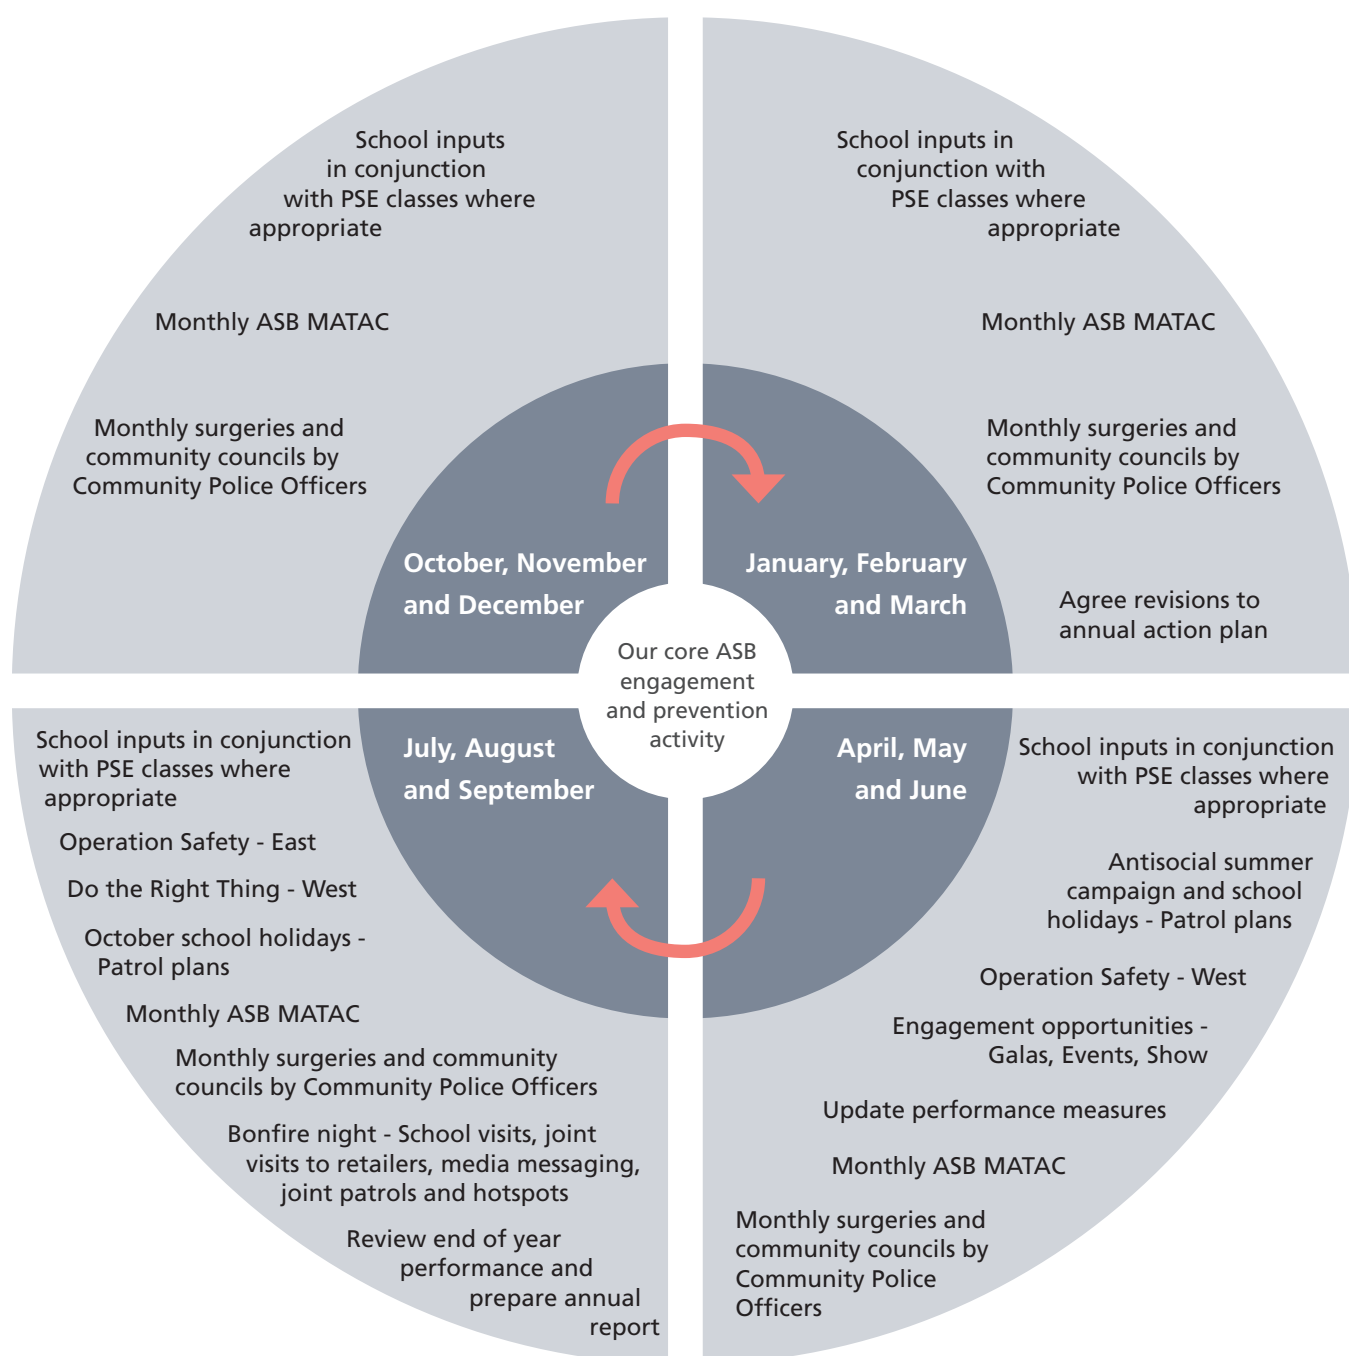 School inputs
in conjunction
with PSE classes where
appropriate
Monthly ASB MATAC
Monthly surgeries and
community councils by
Community Police Officers
October, November
and December
School inputs in
conjunction with
PSE classes where
appropriate
Monthly ASB MATAC
Monthly surgeries and
community councils by
Community Police Officers
Agree revisions to
annual action plan
January, February
and March
Our core ASB
engagement
and prevention
activity
July, August
and September
School inputs in conjunction
with PSE classes where
appropriate
Operation Safety - East
Do the Right Thing - West
October school holidays -
Patrol plans
Monthly ASB MATAC
Monthly surgeries and community
councils by Community Police Officers
Bonfire night - School visits, joint
visits to retailers, media messaging,
joint patrols and hotspots
Review end of year
performance and
prepare annual
report
April, May
and June
School inputs in conjunction
with PSE classes where
appropriate
Antisocial summer
campaign and school
holidays - Patrol plans
Operation Safety - West
Engagement opportunities -
Galas, Events, Show
Update performance measures
Monthly ASB MATAC
Monthly surgeries and
community councils by
Community Police
Officers